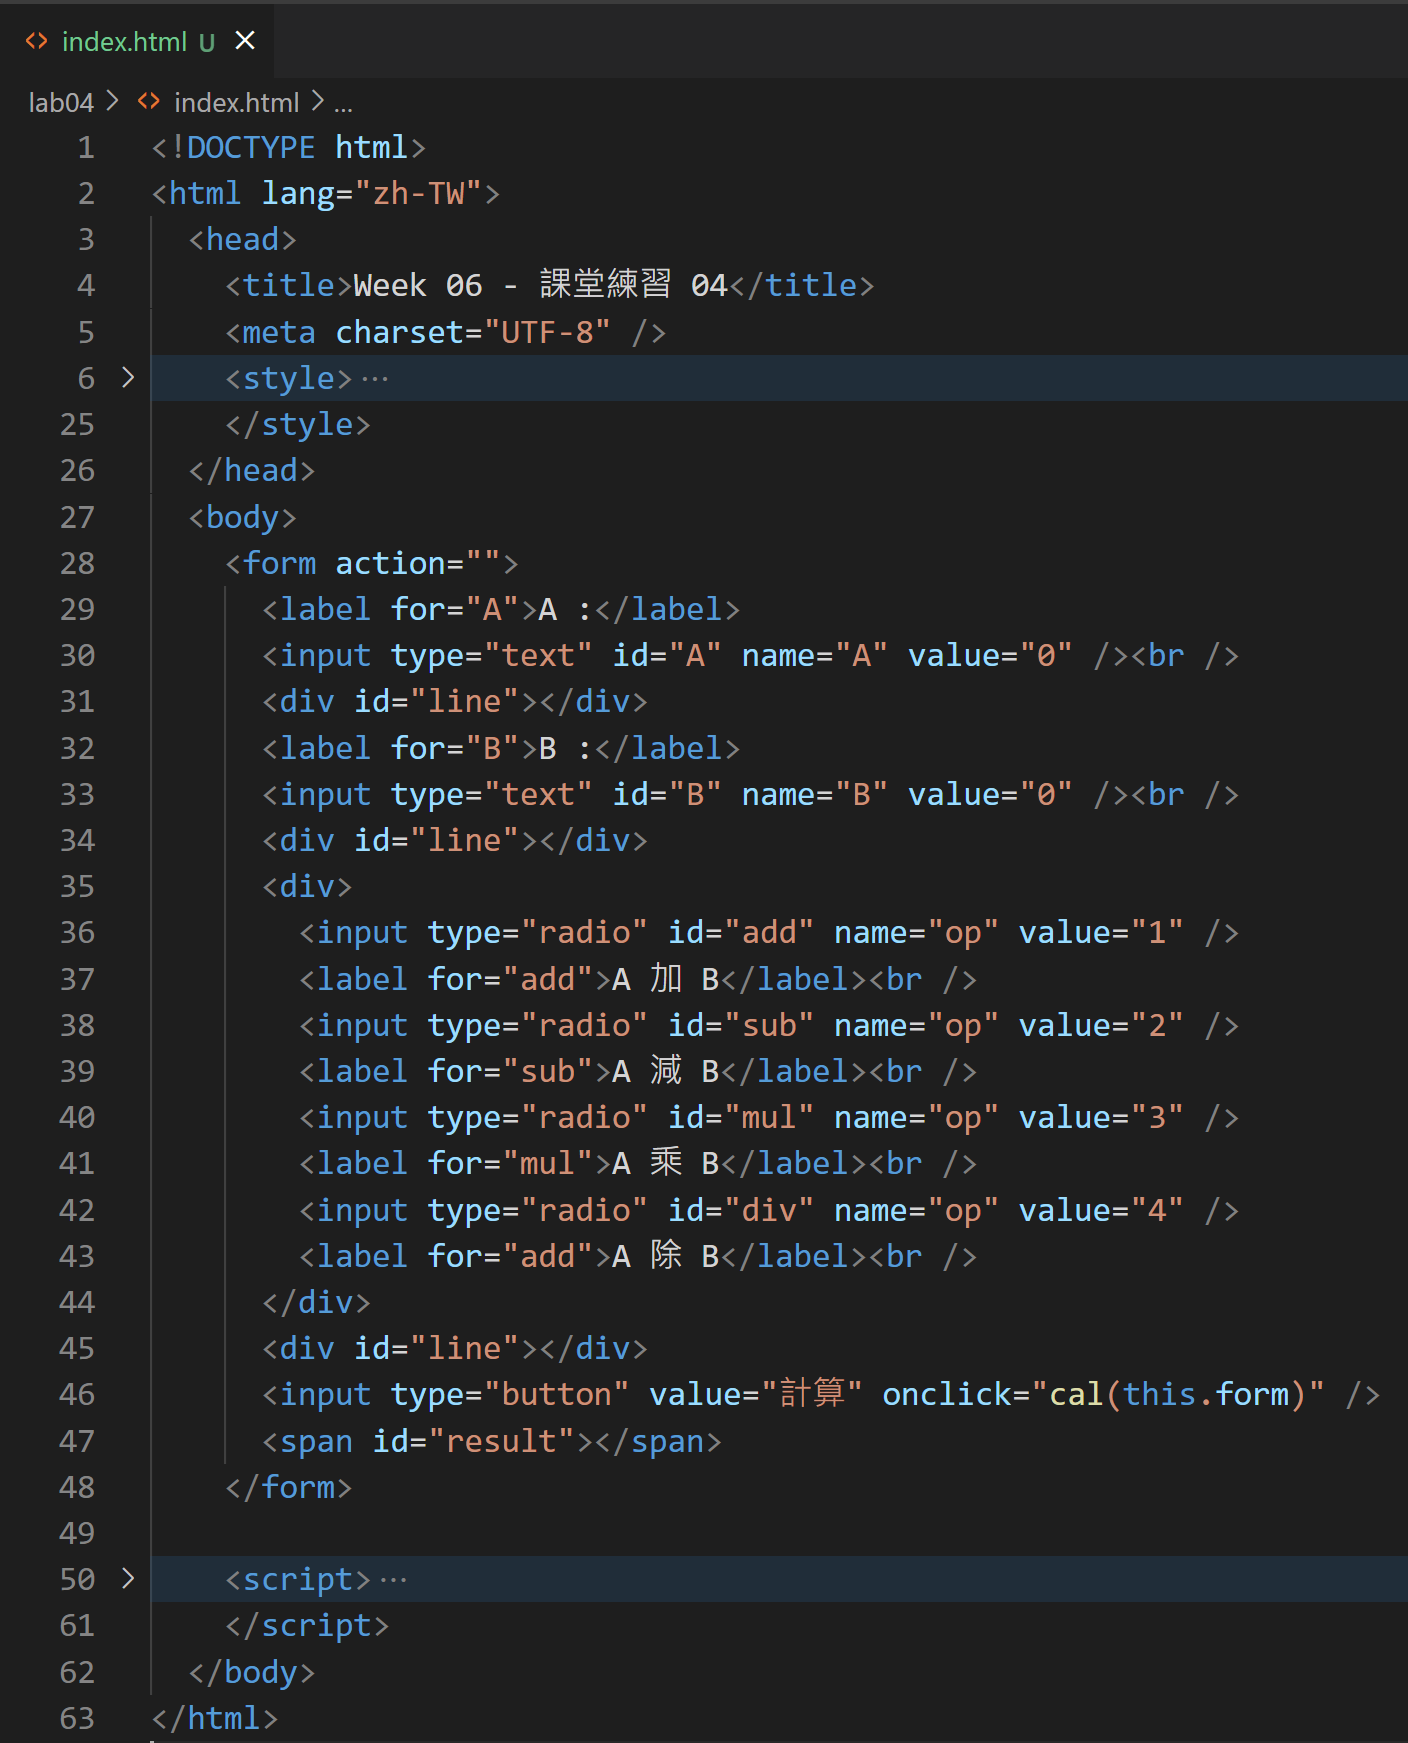 index.html U
lab04 > index.html > ...
1 <!DOCTYPE html>
2 <html lang="zh-TW">
3 <head>
4 <title>Week 06 - 課堂練習 04</title>
5 <meta charset="UTF-8" />
6 <style>···
25 </style>
26 </head>
27 <body>
28 <form action="">
29 <label for="A">A :</label>
30 <input type="text" id="A" name="A" value="0" /><br />
31 <div id="line"></div>
32 <label for="B">B :</label>
33 <input type="text" id="B" name="B" value="0" /><br />
34 <div id="line"></div>
35 <div>
36 <input type="radio" id="add" name="op" value="1" />
37 <label for="add">A 加 B</label><br />
38 <input type="radio" id="sub" name="op" value="2" />
39 <label for="sub">A 減 B</label><br />
40 <input type="radio" id="mul" name="op" value="3" />
41 <label for="mul">A 乘 B</label><br />
42 <input type="radio" id="div" name="op" value="4" />
43 <label for="add">A 除 B</label><br />
44 </div>
45 <div id="line"></div>
46 <input type="button" value="計算" onclick="cal(this.form)" />
47 <span id="result"></span>
48 </form>
49
50 <script>···
61 </script>
62 </body>
63 </html>